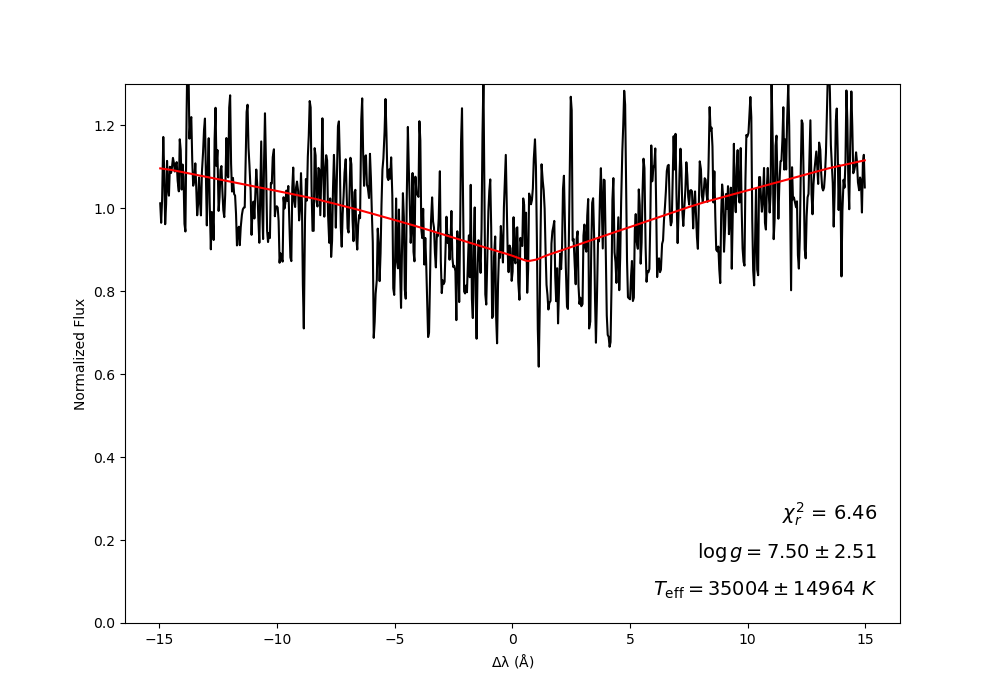 1.2
1.0
0.8
0.6
0.4
0.2
0.0
Normalized Flux
χ²ᵣ = 6.46
log g = 7.50 ± 2.51
T_eff = 35004 ± 14964 K
−15 −10 −5 0 5 10 15
Δλ (Å)